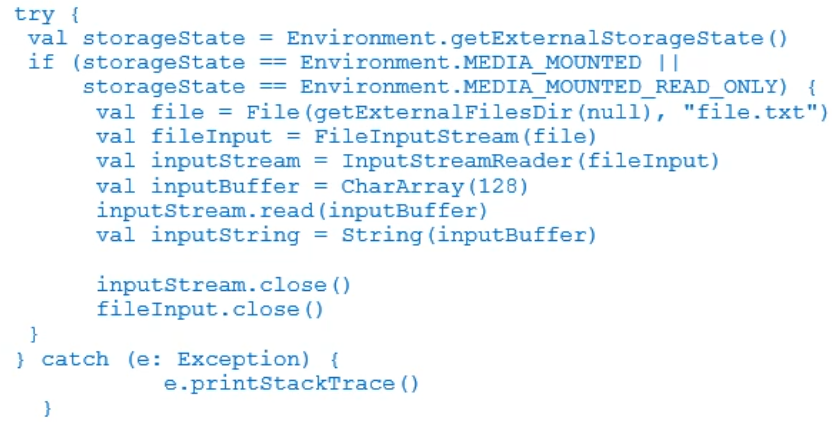 try {
val storageState = Environment.getExternalStorageState()
if (storageState == Environment.MEDIA_MOUNTED ||
storageState == Environment.MEDIA_MOUNTED_READ_ONLY) {
val file = File(getExternalFilesDir(null), "file.txt")
val fileInput = FileInputStream(file)
val inputStream = InputStreamReader(fileInput)
val inputBuffer = CharArray(128)
inputStream.read(inputBuffer)
val inputString = String(inputBuffer)
inputStream.close()
fileInput.close()
}
} catch (e: Exception) {
e.printStackTrace()
}